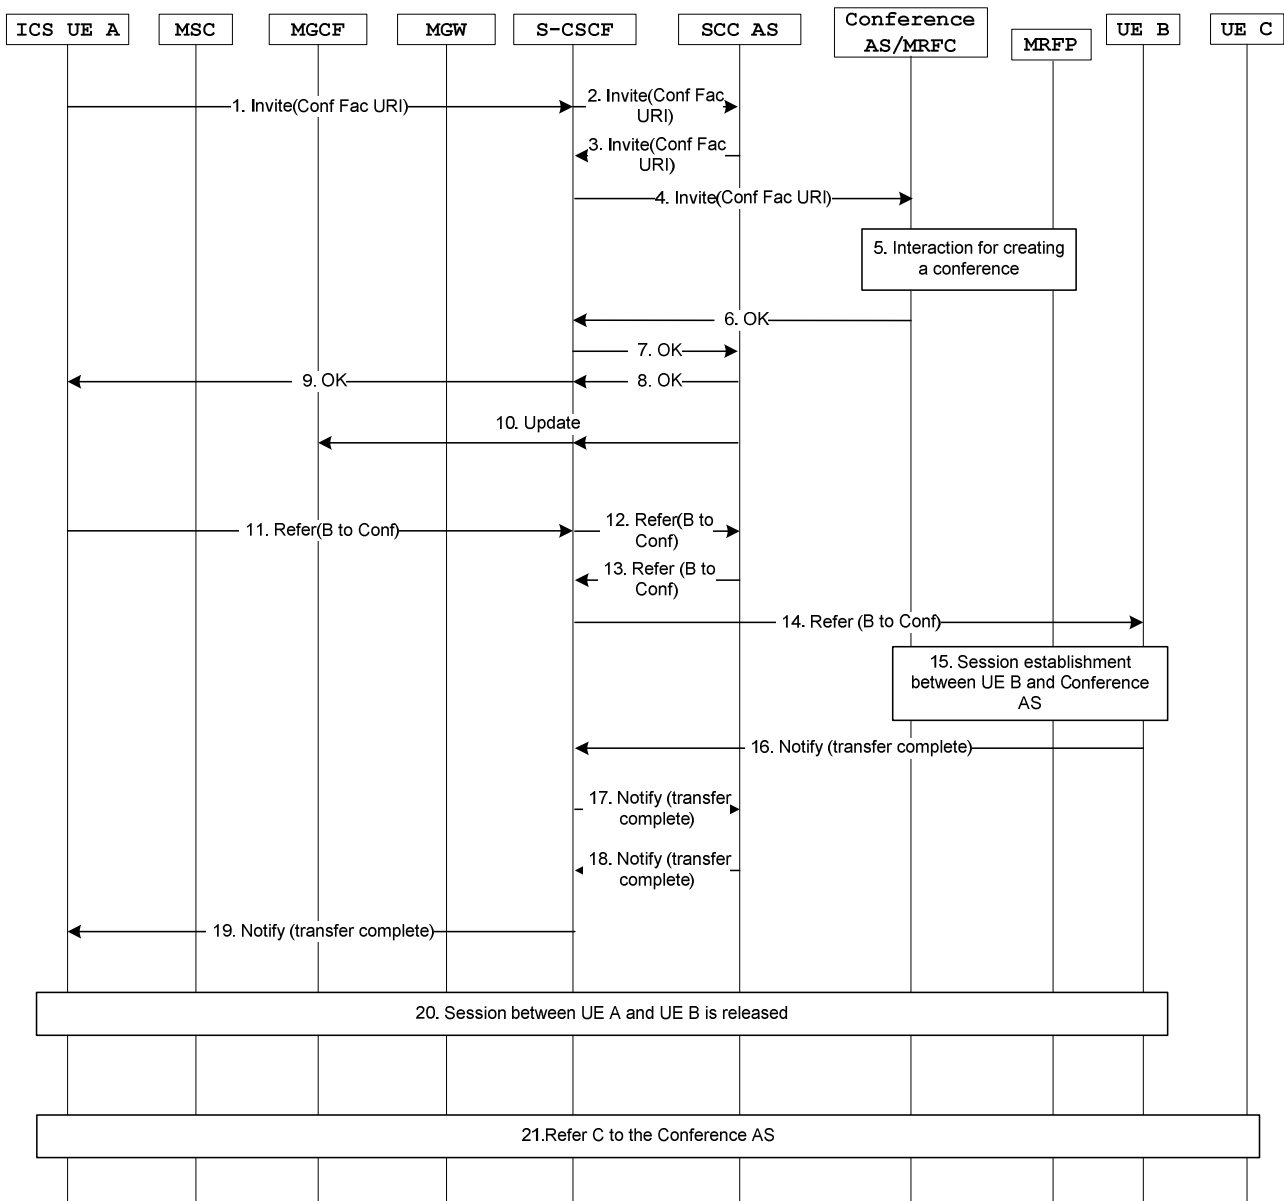 ICS UE A
MSC
MGCF
MGW
S-CSCF
SCC AS
Conference
AS/MRFC
MRFP
UE B
UE C
1. Invite(Conf Fac URI)
2. Invite(Conf Fac
URI)
3. Invite(Conf Fac
URI)
4. Invite(Conf Fac URI)
5. Interaction for creating
a conference
6. OK
7. OK
8. OK
9. OK
10. Update
11. Refer(B to Conf)
12. Refer(B to
Conf)
13. Refer (B to
Conf)
14. Refer (B to Conf)
15. Session establishment
between UE B and Conference
AS
16. Notify (transfer complete)
17. Notify (transfer
complete)
18. Notify (transfer
complete)
19. Notify (transfer complete)
20. Session between UE A and UE B is released
21.Refer C to the Conference AS